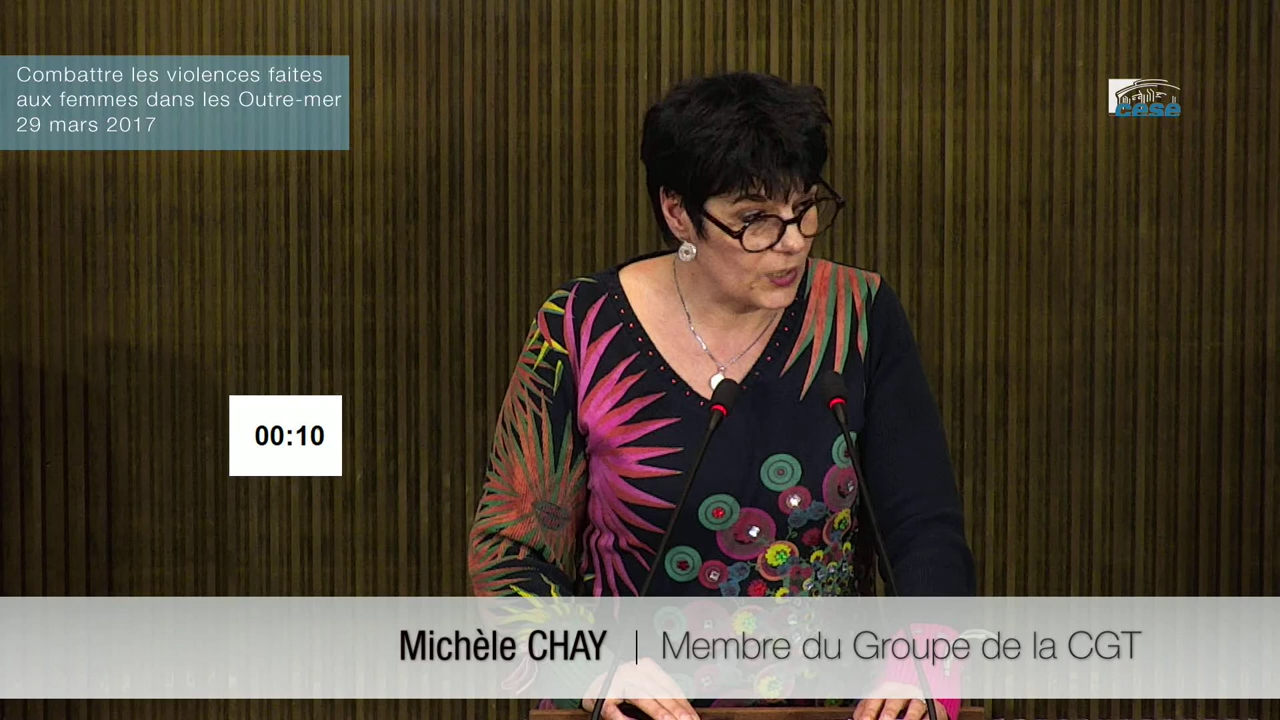 Combattre les violences faites
aux femmes dans les Outre-mer
29 mars 2017
cese
00:10
Michèle CHAY | Membre du Groupe de la CGT